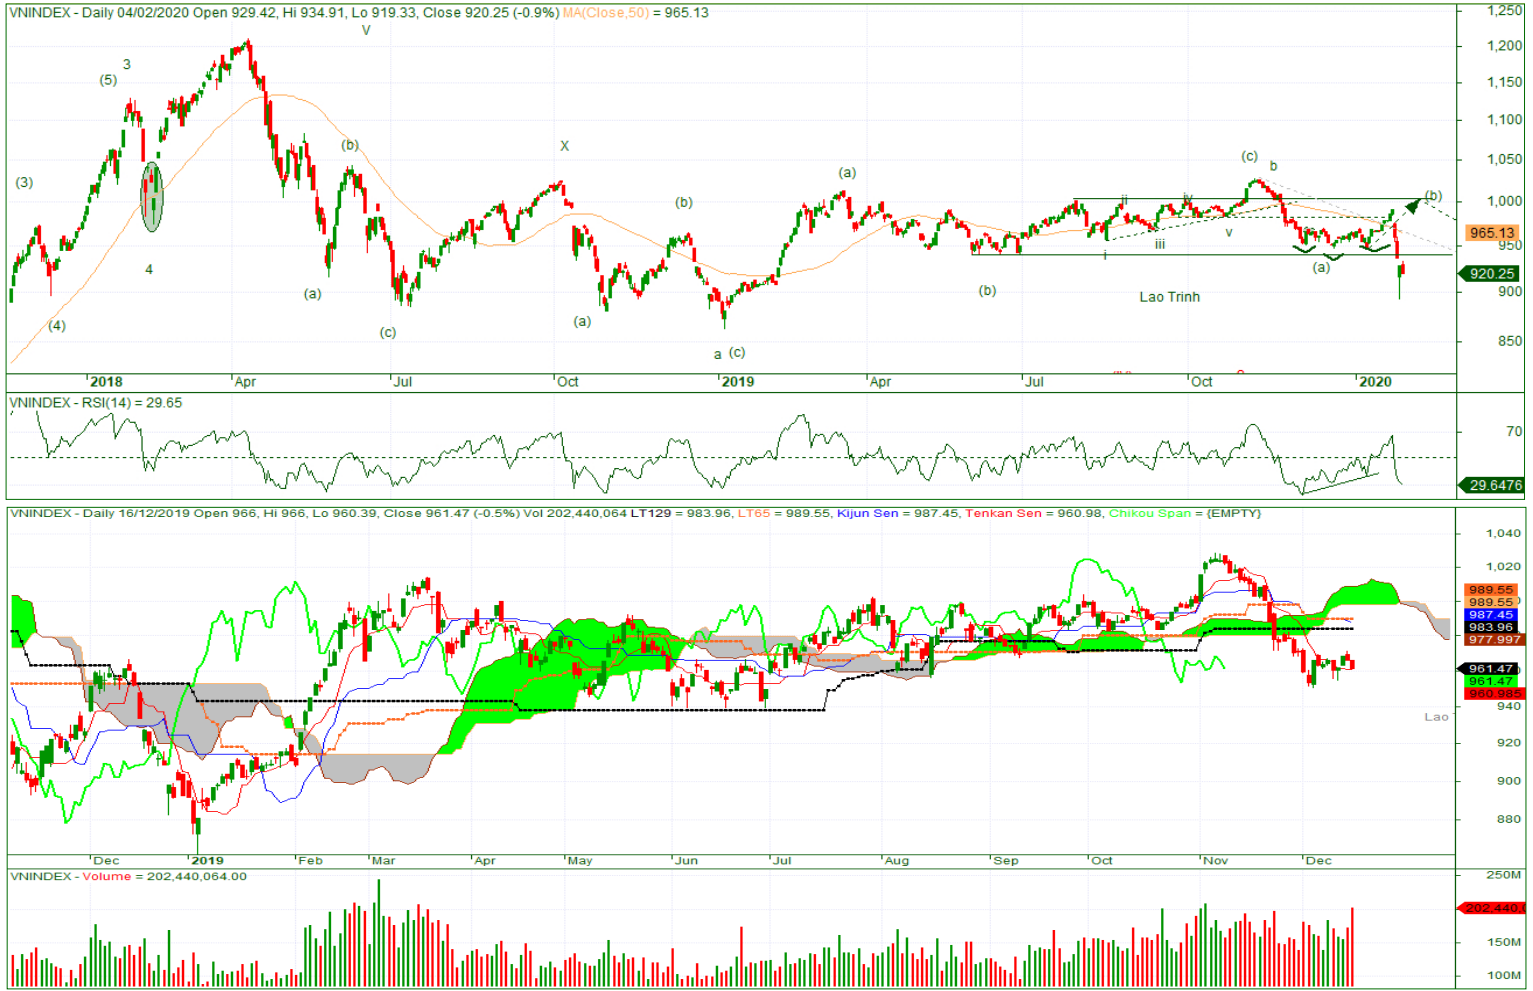 VNINDEX - Daily 04/02/2020 Open 929.42, Hi 934.91, Lo 919.33, Close 920.25 (-0.9%) MA(Close,50) = 965.13
1,250
V
1,200
3
(5)
1,150
1,100
(b)
X
1,050
(c)
b
(3)
(a)
(b)
ii
iv
(b)
1,000
965.13
v
iii
950
4
i
(a)
920.25
(a)
(b)
Lao Trinh
900
(4)
(c)
(a)
850
a (c)
2018
Apr
Jul
Oct
2019
Apr
Jul
Oct
2020
VNINDEX - RSI(14) = 29.65
70
29.6476
VNINDEX - Daily 16/12/2019 Open 966, Hi 966, Lo 960.39, Close 961.47 (-0.5%) Vol 202,440,064 LT129 = 983.96, LT65 = 989.55, Kijun Sen = 987.45, Tenkan Sen = 960.98, Chikou Span = {EMPTY}
1,040
1,020
989.55
989.55
987.45
983.96
977.997
961.47
961.47
960.985
940
Lao
920
900
880
Dec
2019
Feb
Mar
Apr
May
Jun
Jul
Aug
Sep
Oct
Nov
Dec
VNINDEX - Volume = 202,440,064.00
250M
202,440,0
150M
100M